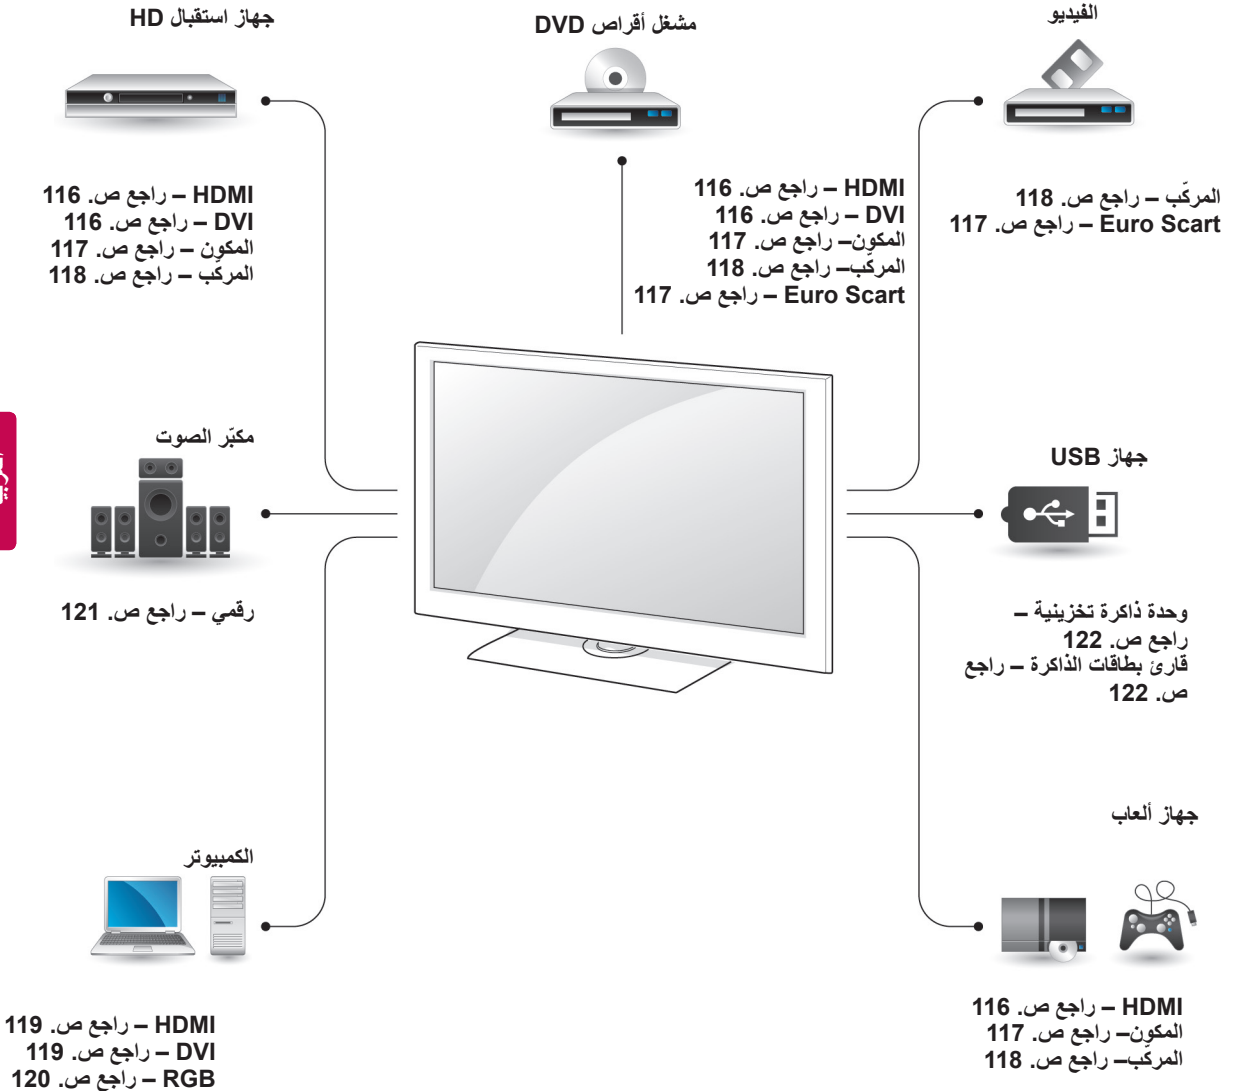 الفيديو
المركّب – راجع ص. 118
Euro Scart – راجع ص. 117
مشغل أقراص DVD
HDMI – راجع ص. 116
DVI – راجع ص. 116
المكوّن– راجع ص. 117
المركّب– راجع ص. 118
Euro Scart – راجع ص. 117
جهاز استقبال HD
HDMI – راجع ص. 116
DVI – راجع ص. 116
المكوّن – راجع ص. 117
المركّب – راجع ص. 118
جهاز USB
وحدة ذاكرة تخزينية –
راجع ص. 122
قارئ بطاقات الذاكرة – راجع
ص. 122
مكبّر الصوت
رقمي – راجع ص. 121
جهاز ألعاب
HDMI – راجع ص. 116
المكوّن– راجع ص. 117
المركّب– راجع ص. 118
الكمبيوتر
HDMI – راجع ص. 119
DVI – راجع ص. 119
RGB – راجع ص. 120